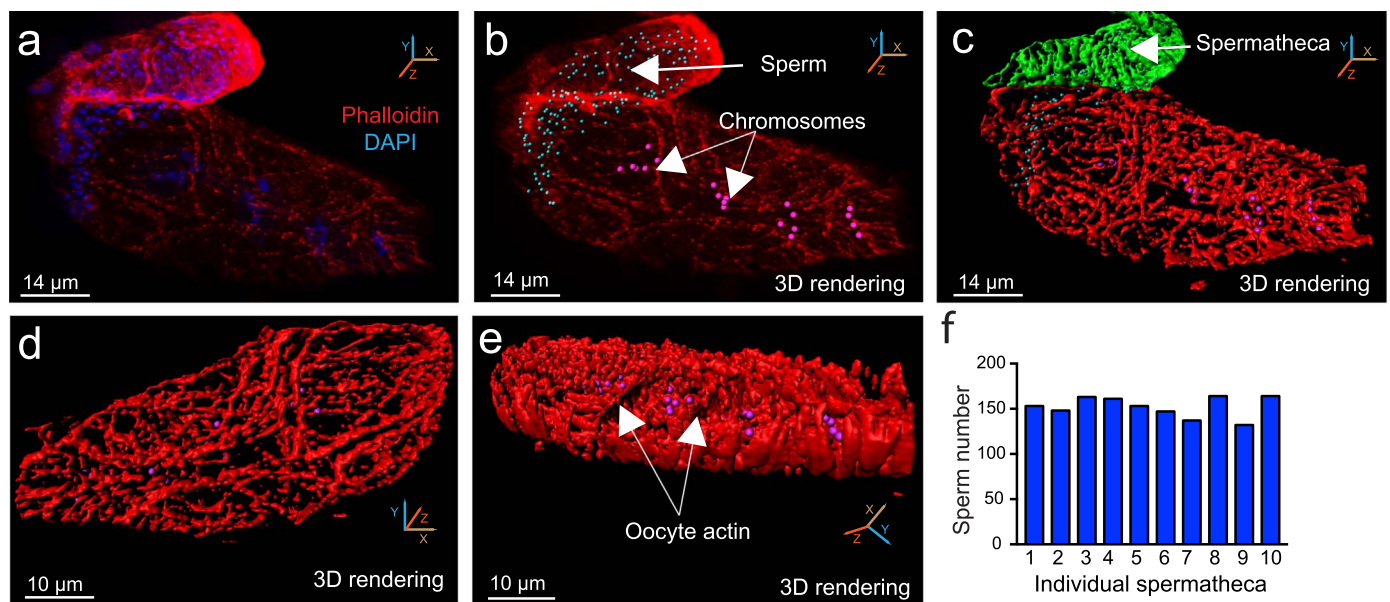 a
Y
X
Z
Phalloidin
DAPI
14 µm
b
Y
X
Z
Sperm
Chromosomes
14 µm
3D rendering
c
Spermatheca
Y
X
Z
14 µm
3D rendering
d
Y
Z
X
10 µm
3D rendering
e
Oocyte actin
X
Y
Z
10 µm
3D rendering
f
Sperm number
200
150
100
50
0
1 2 3 4 5 6 7 8 9 10
Individual spermatheca